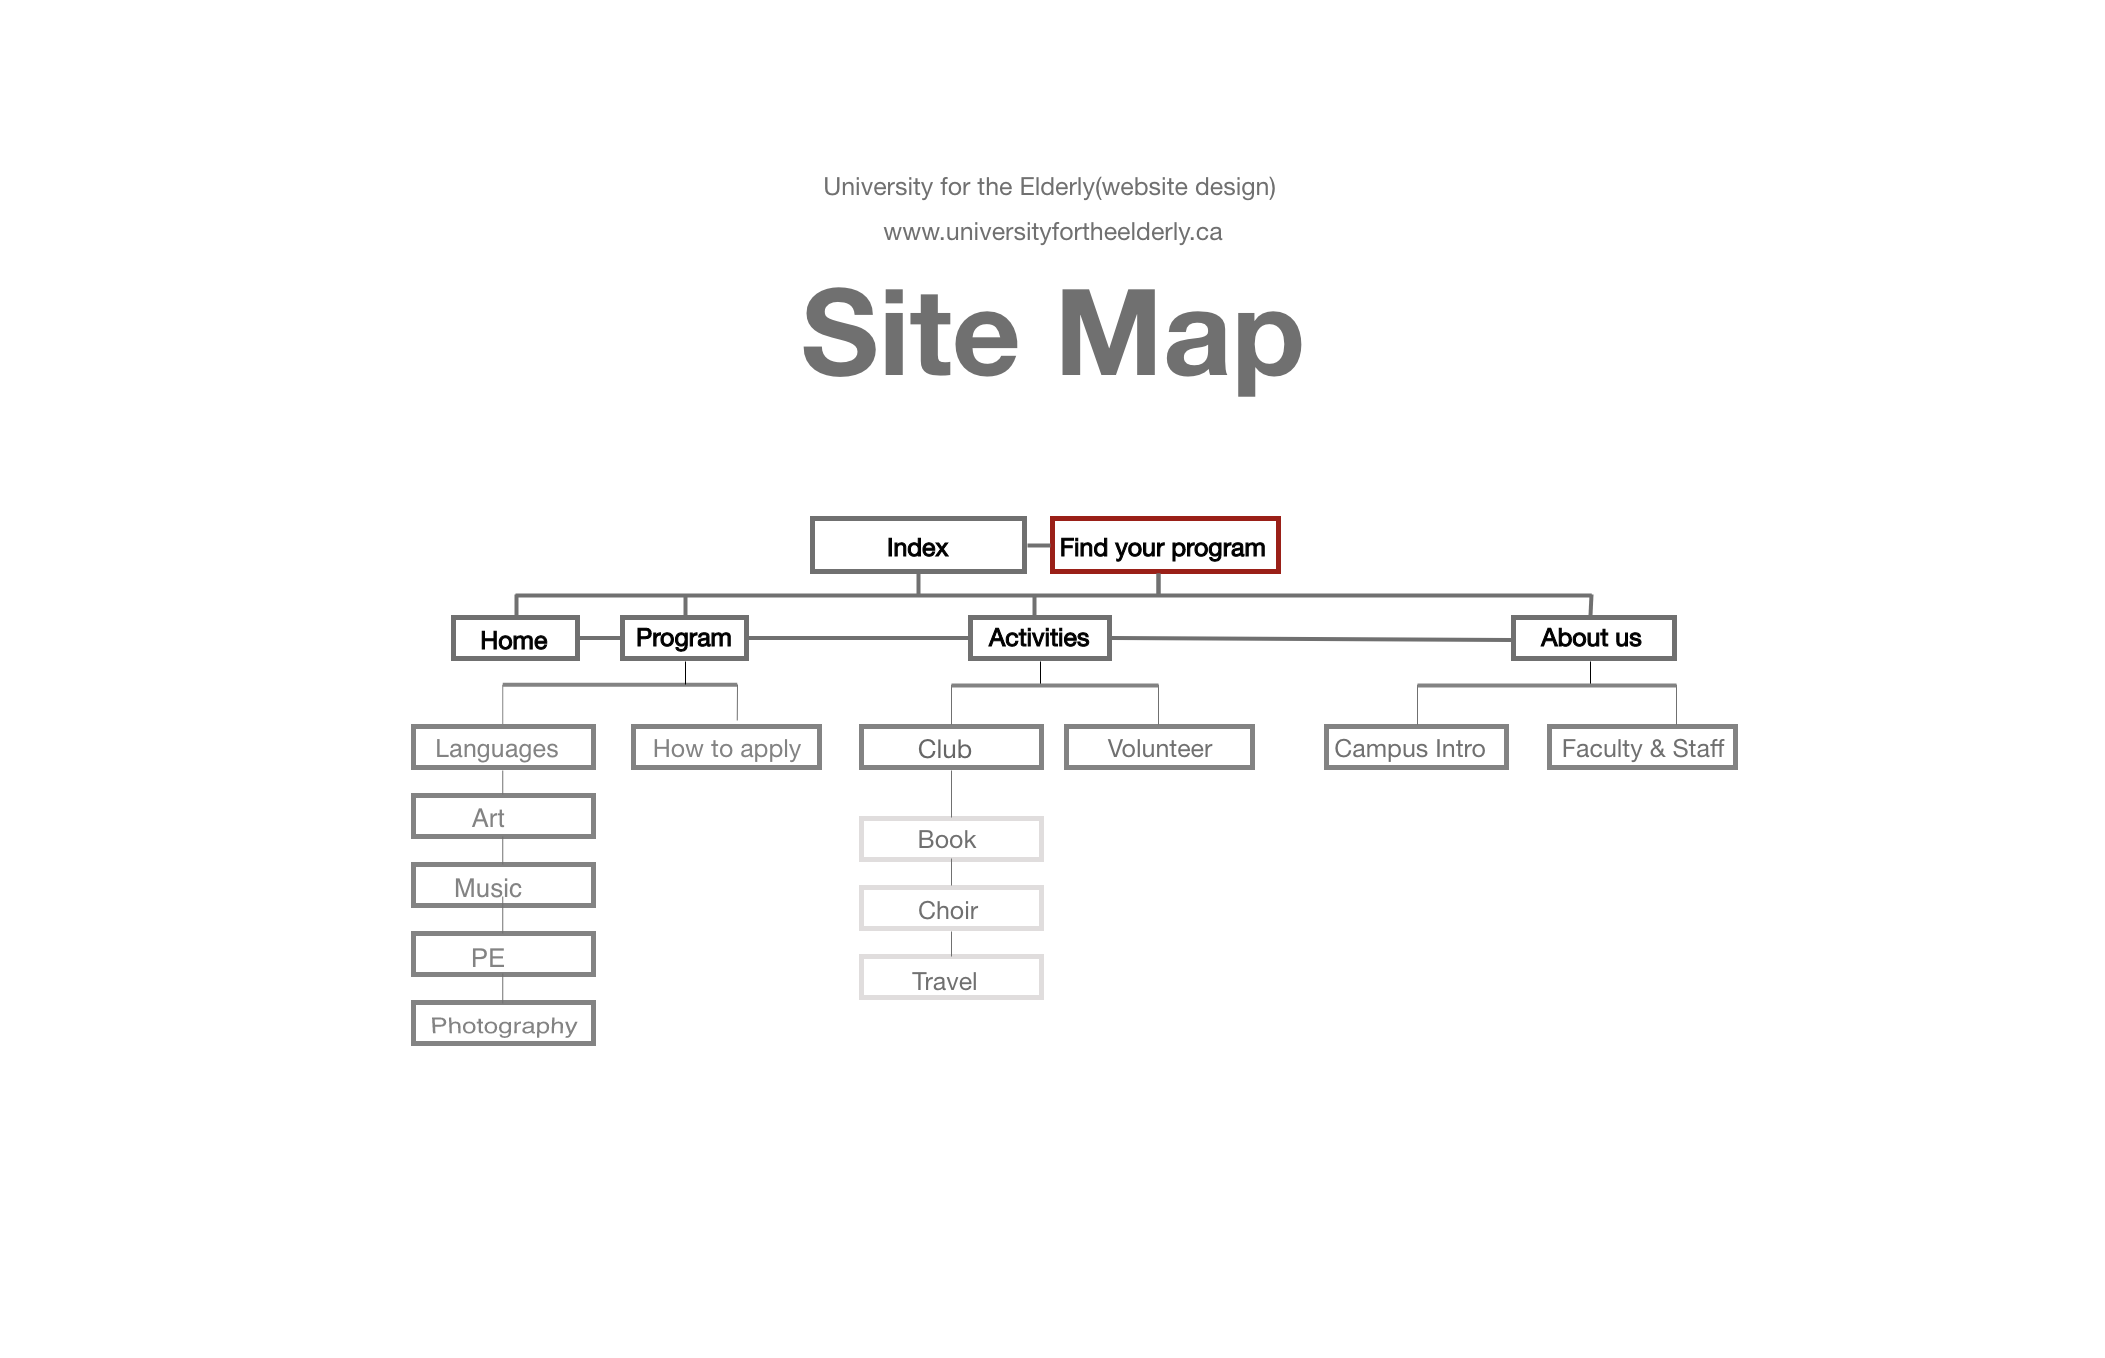 University for the Elderly(website design)
www.universityfortheelderly.ca
Site Map
Index
Find your program
Home
Program
Activities
About us
Languages
How to apply
Club
Volunteer
Campus Intro
Faculty & Staff
Art
Book
Music
Choir
PE
Travel
Photography